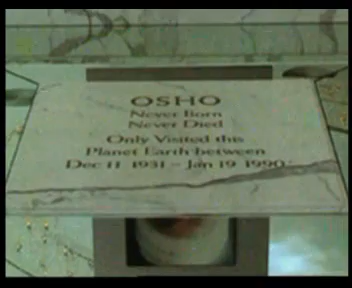 OSHO
Never Born
Never Died
Only Visited this
Planet Earth between
Dec 11 1931 – Jan 19 1990